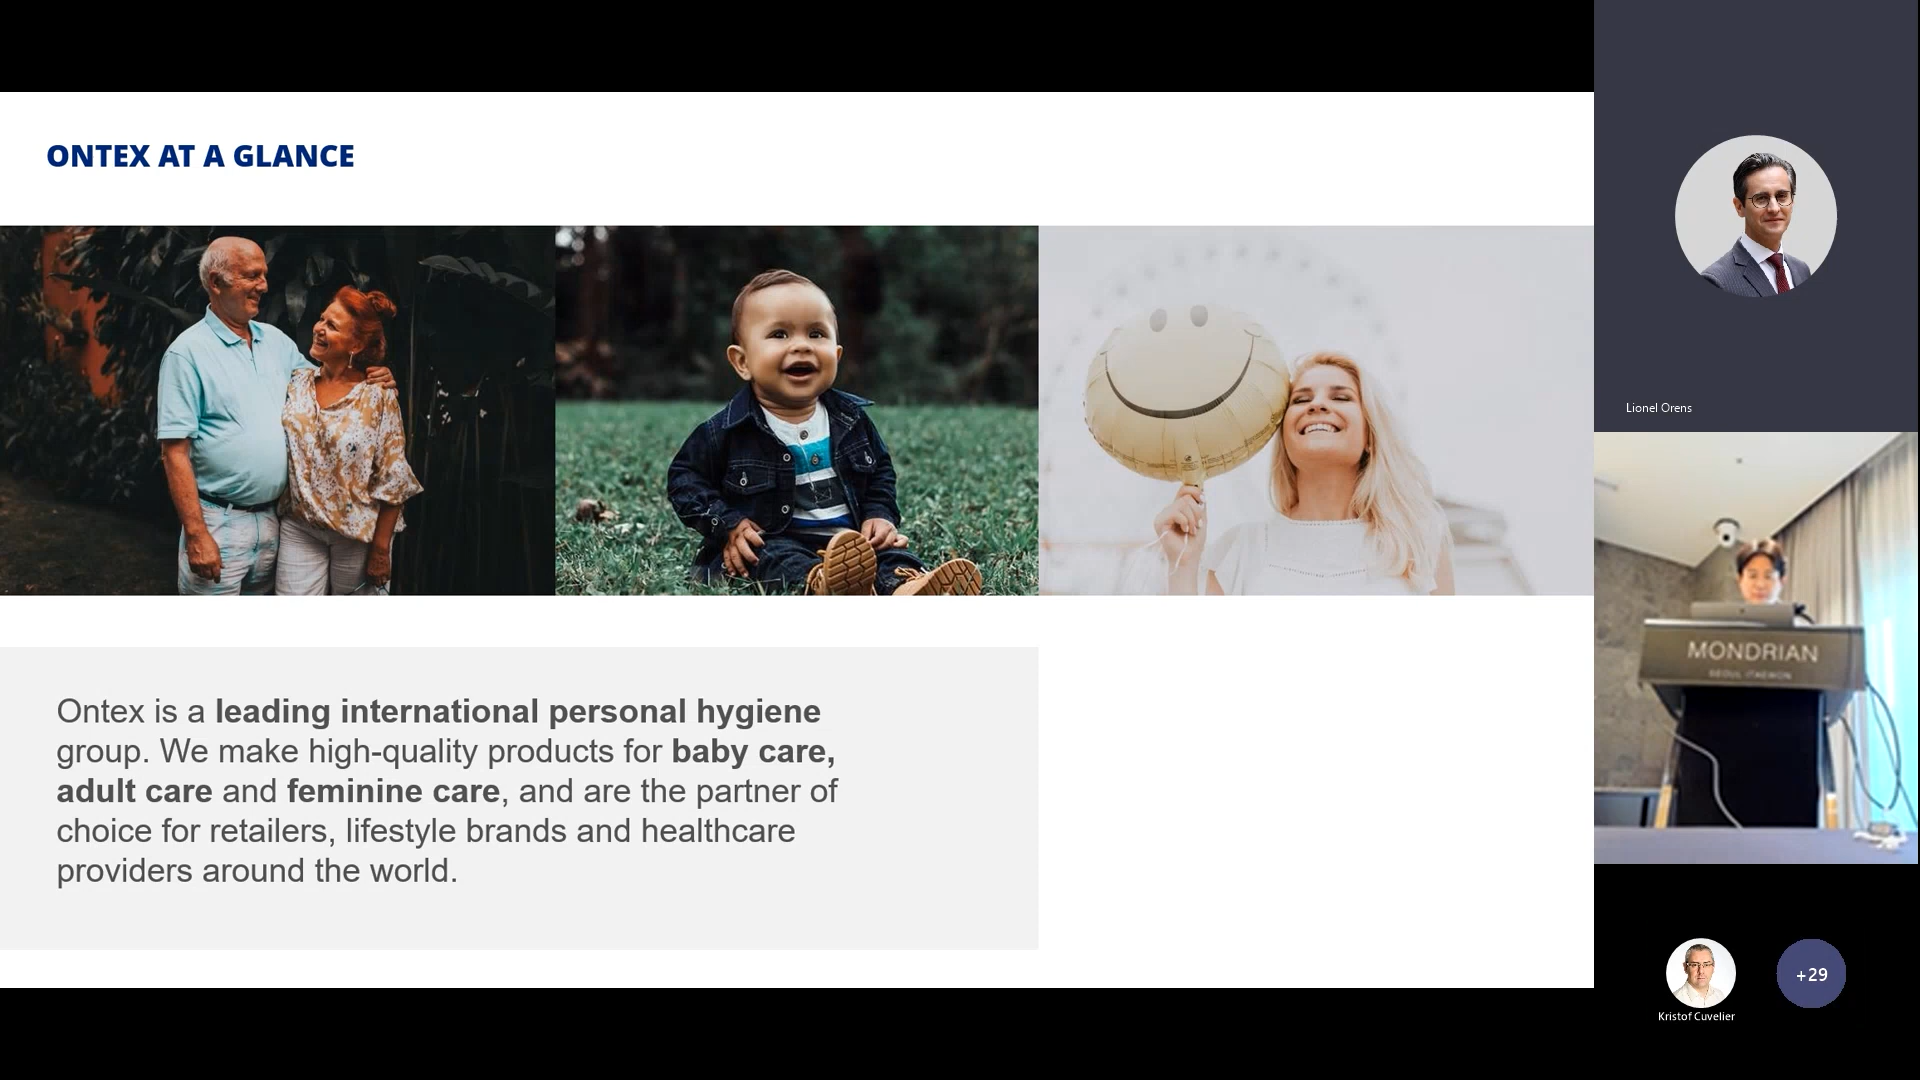 ONTEX AT A GLANCE
Ontex is a leading international personal hygiene
group. We make high-quality products for baby care,
adult care and feminine care, and are the partner of
choice for retailers, lifestyle brands and healthcare
providers around the world.
Lionel Orens
MONDRIAN
SEOUL ITAEWON
Kristof Cuvelier
+29